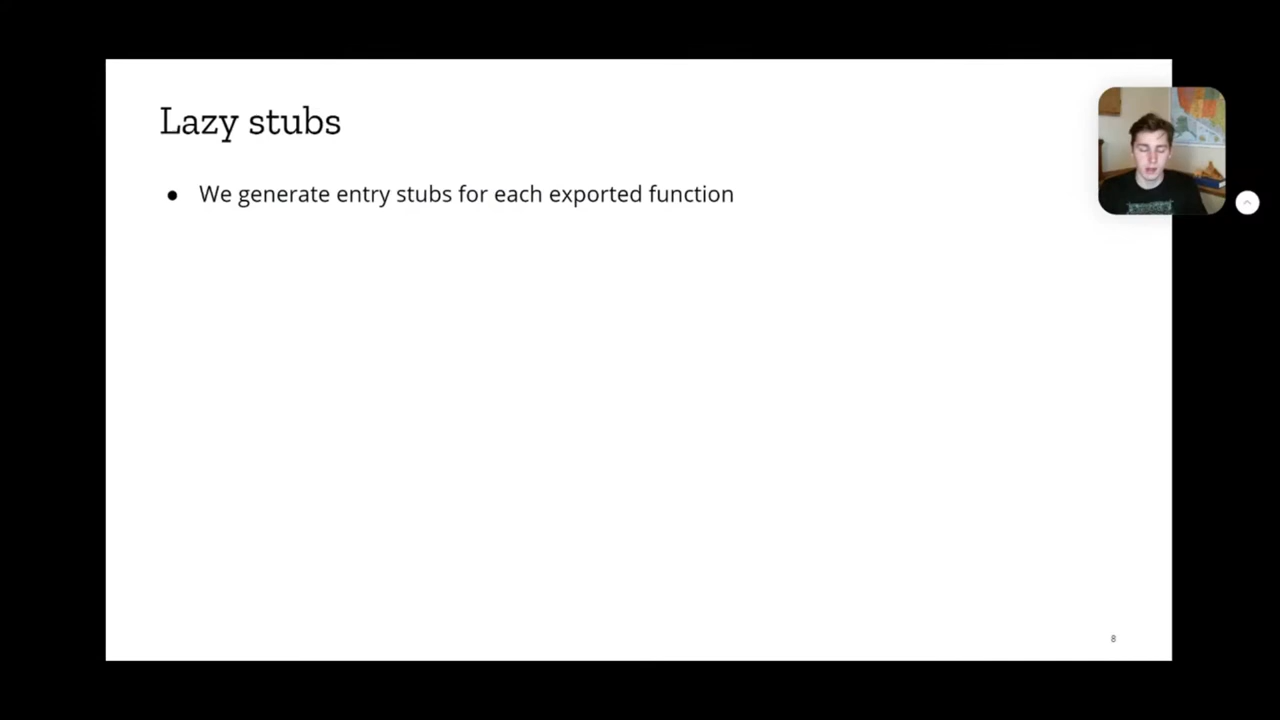 Lazy stubs
● We generate entry stubs for each exported function
8